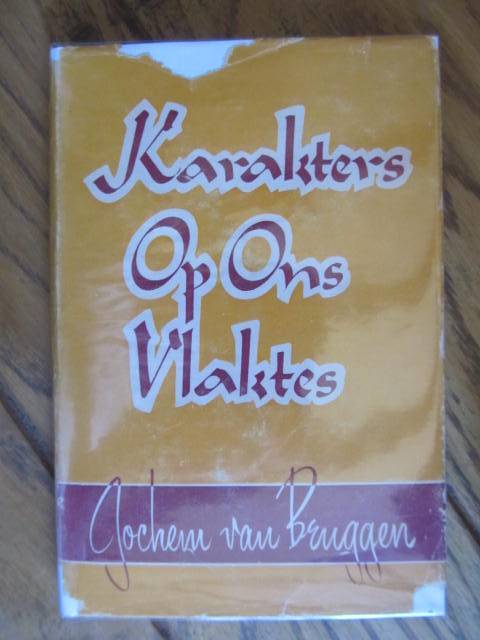 Karakters
Op Ons
Vlaktes
Jochem van Bruggen